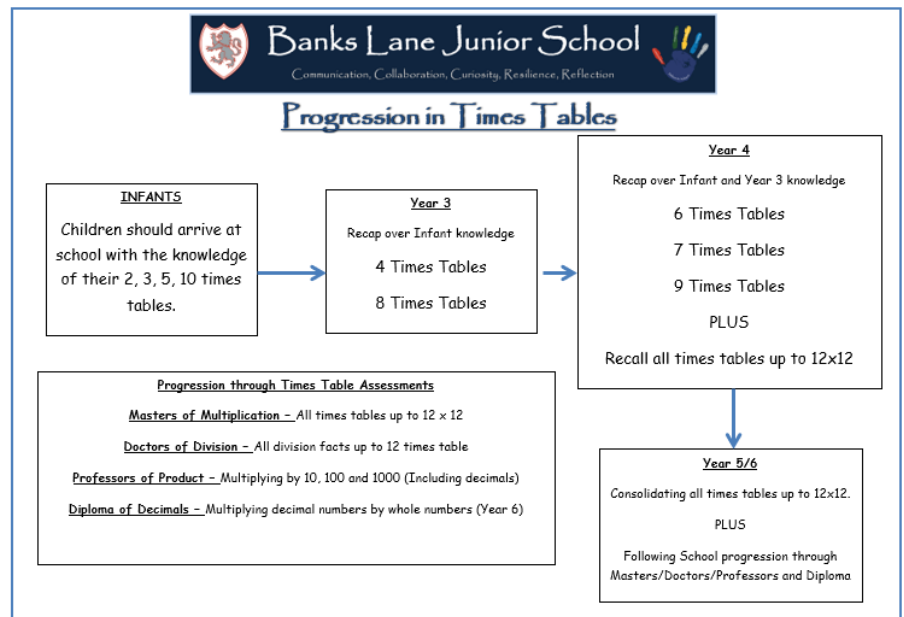 Banks Lane Junior School
Communication, Collaboration, Curiosity, Resilience, Reflection
Progression in Times Tables
INFANTS
Children should arrive at
school with the knowledge
of their 2, 3, 5, 10 times
tables.
Year 3
Recap over Infant knowledge
4 Times Tables
8 Times Tables
Year 4
Recap over Infant and Year 3 knowledge
6 Times Tables
7 Times Tables
9 Times Tables
PLUS
Recall all times tables up to 12x12
Progression through Times Table Assessments
Masters of Multiplication – All times tables up to 12 x 12
Doctors of Division – All division facts up to 12 times table
Professors of Product – Multiplying by 10, 100 and 1000 (Including decimals)
Diploma of Decimals – Multiplying decimal numbers by whole numbers (Year 6)
Year 5/6
Consolidating all times tables up to 12x12.
PLUS
Following School progression through
Masters/Doctors/Professors and Diploma